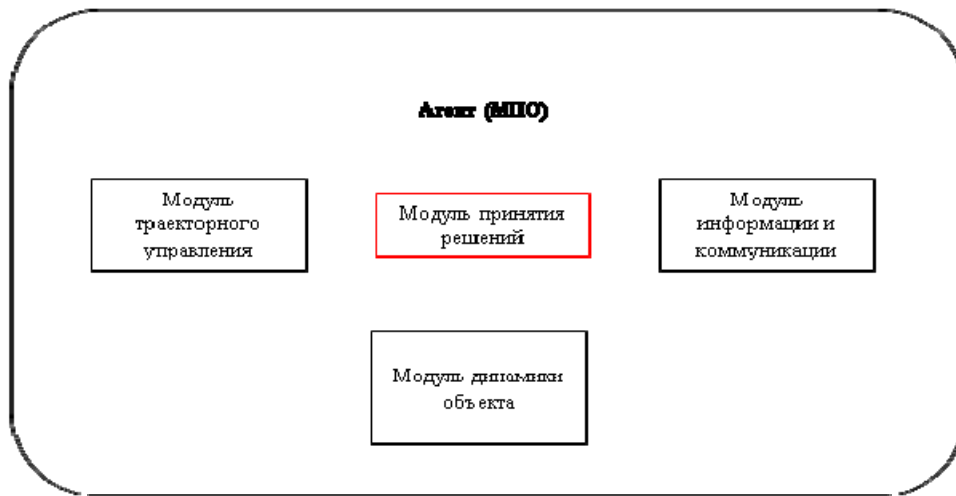 Агент (МПО)
Модуль
траекторного
управления
Модуль принятия
решений
Модуль
информации и
коммуникации
Модуль динамики
объекта